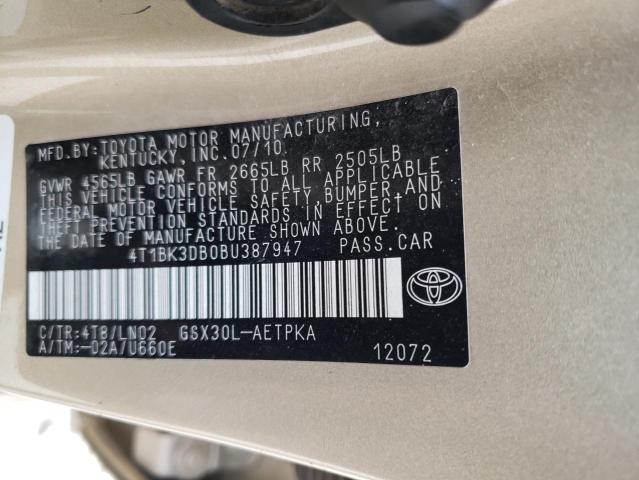 MFD.BY:TOYOTA MOTOR MANUFACTURING,
KENTUCKY,INC.07/10
GVWR 4565LB GAWR FR 2665LB RR 2505LB
THIS VEHICLE CONFORMS TO ALL APPLICABLE
FEDERAL MOTOR VEHICLE SAFETY,BUMPER AND
THEFT PREVENTION STANDARDS IN EFFECT ON
THE DATE OF MANUFACTURE SHOWN ABOVE.
4T1BK3DB0BU387947 PASS.CAR
C/TR:4T8/LN02 GSX30L-AETPKA
A/TM:-02A/U660E
12072